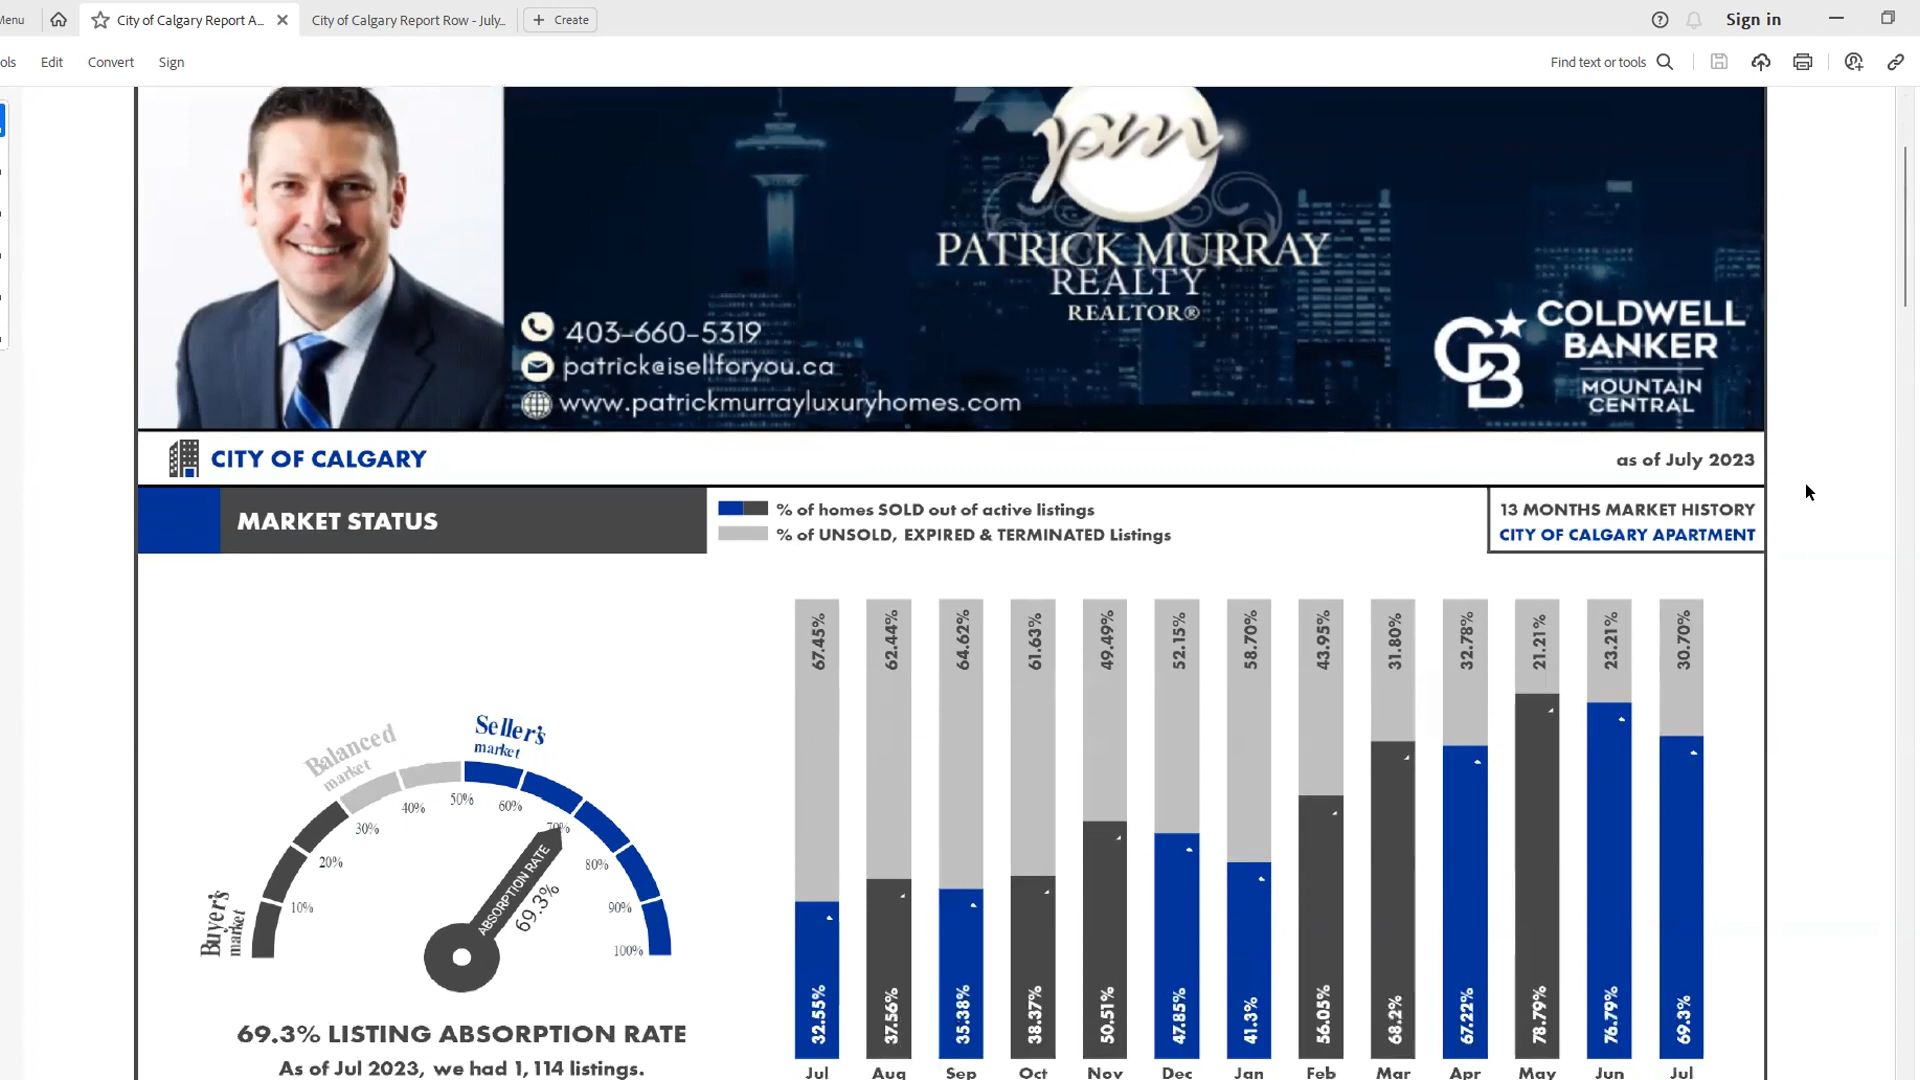 Menu
City of Calgary Report A...
City of Calgary Report Row - July...
Create
Sign in
ols
Edit
Convert
Sign
Find text or tools
pm
PATRICK MURRAY
REALTY
REALTOR®
403-660-5319
patrick@isellforyou.ca
www.patrickmurrayluxuryhomes.com
CB
COLDWELL
BANKER
MOUNTAIN
CENTRAL
CITY OF CALGARY
as of July 2023
MARKET STATUS
% of homes SOLD out of active listings
% of UNSOLD, EXPIRED & TERMINATED Listings
13 MONTHS MARKET HISTORY
CITY OF CALGARY APARTMENT
67.45%
62.44%
64.62%
61.63%
49.49%
52.15%
58.70%
43.95%
31.80%
32.78%
21.21%
23.21%
30.70%
Buyer's
market
Balanced
market
Seller's
market
10%
20%
30%
40%
50%
60%
70%
80%
90%
100%
ABSORPTION RATE
69.3%
32.55%
37.56%
35.38%
38.37%
50.51%
47.85%
41.3%
56.05%
68.2%
67.22%
78.79%
76.79%
69.3%
69.3% LISTING ABSORPTION RATE
As of Jul 2023, we had 1,114 listings.
Jul
Aug
Sep
Oct
Nov
Dec
Jan
Feb
Mar
Apr
May
Jun
Jul